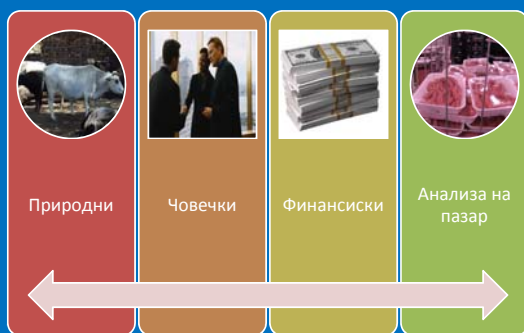 Природни
Човечки
Финансиски
Анализа на
пазар